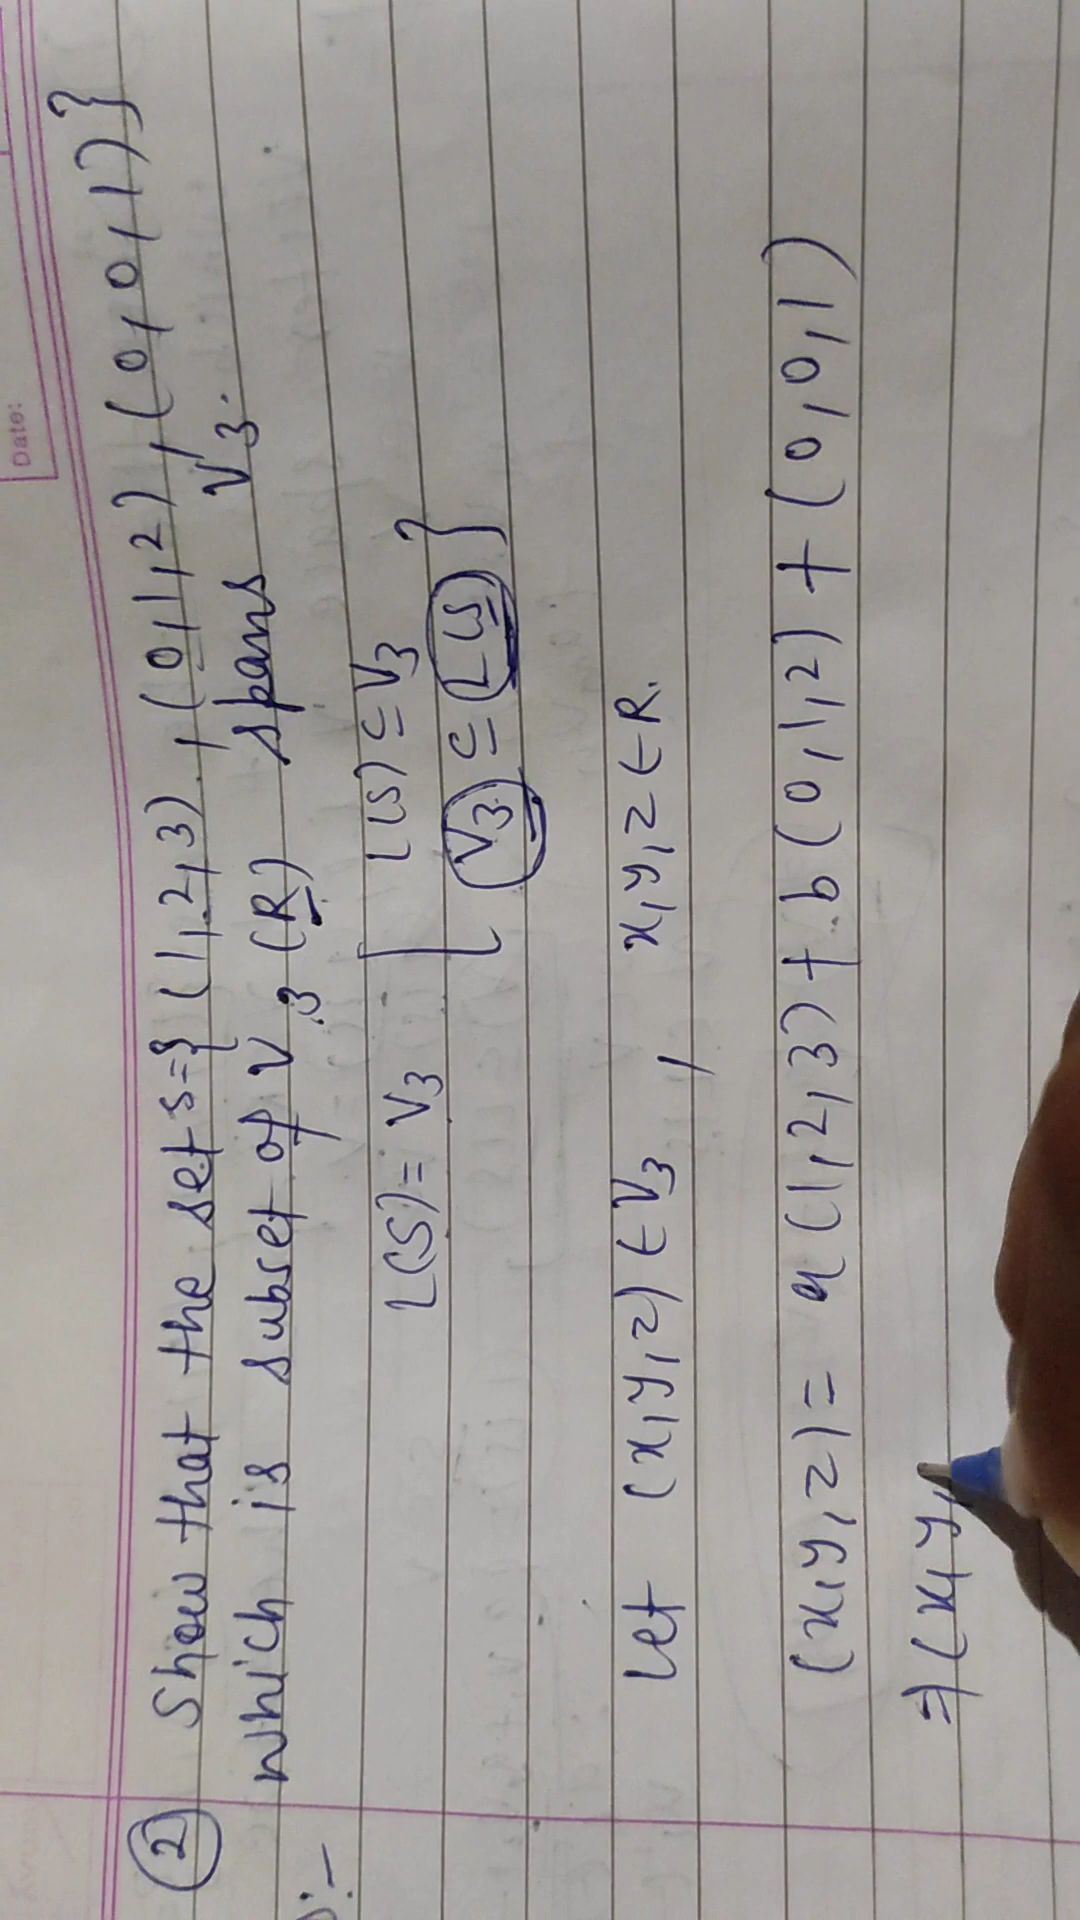 Date:
② Show that the set S={(1,2,3),(0,1,2),(0,0,1)}
which is subset of V3(R) spans V3.
:-
L(S)=V3 [L(S)⊆V3
V3⊆L(S)}
Let (x,y,z)∈V3, x,y,z∈R.
(x,y,z)=a(1,2,3)+b(0,1,2)+(0,0,1)
⇒(x,y,